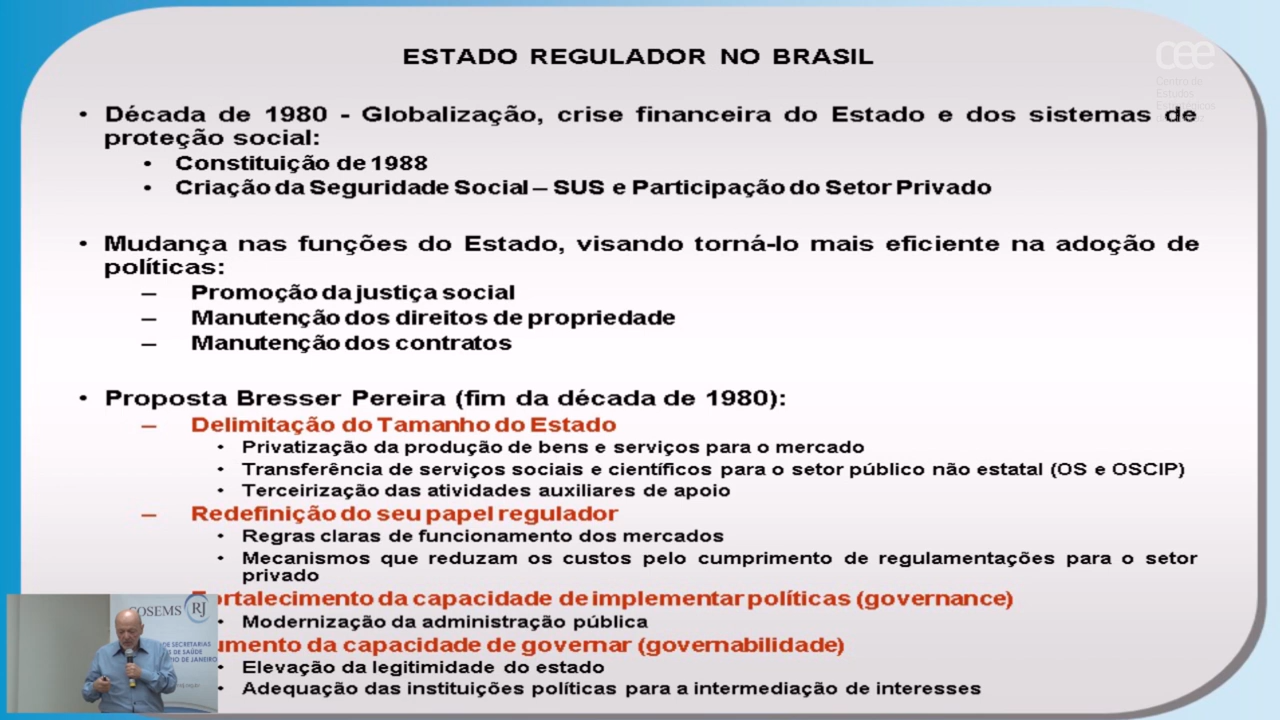 ESTADO REGULADOR NO BRASIL
cee
Centro de
Estudos
Estratégicos
• Década de 1980 - Globalização, crise financeira do Estado e dos sistemas de
proteção social:
• Constituição de 1988
• Criação da Seguridade Social – SUS e Participação do Setor Privado
• Mudança nas funções do Estado, visando torná-lo mais eficiente na adoção de
políticas:
– Promoção da justiça social
– Manutenção dos direitos de propriedade
– Manutenção dos contratos
• Proposta Bresser Pereira (fim da década de 1980):
– Delimitação do Tamanho do Estado
• Privatização da produção de bens e serviços para o mercado
• Transferência de serviços sociais e científicos para o setor público não estatal (OS e OSCIP)
• Terceirização das atividades auxiliares de apoio
– Redefinição do seu papel regulador
• Regras claras de funcionamento dos mercados
• Mecanismos que reduzam os custos pelo cumprimento de regulamentações para o setor
privado
ortalecimento da capacidade de implementar políticas (governance)
• Modernização da administração pública
umento da capacidade de governar (governabilidade)
• Elevação da legitimidade do estado
• Adequação das instituições políticas para a intermediação de interesses
COSEMS RJ
DE SECRETARIAS
DE SAÚDE
RIO DE JANEIRO